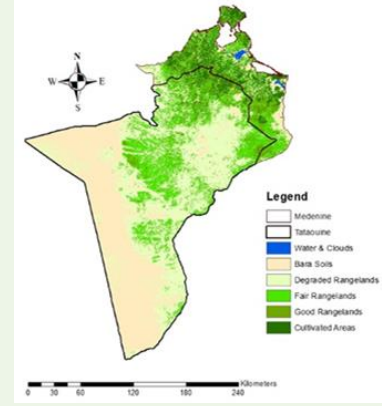 N
W E
S
Legend
Medenine
Tataouine
Water & Clouds
Bara Soils
Degraded Rangelands
Fair Rangelands
Good Rangelands
Cultivated Areas
Kilometers
0 30 60 120 180 240